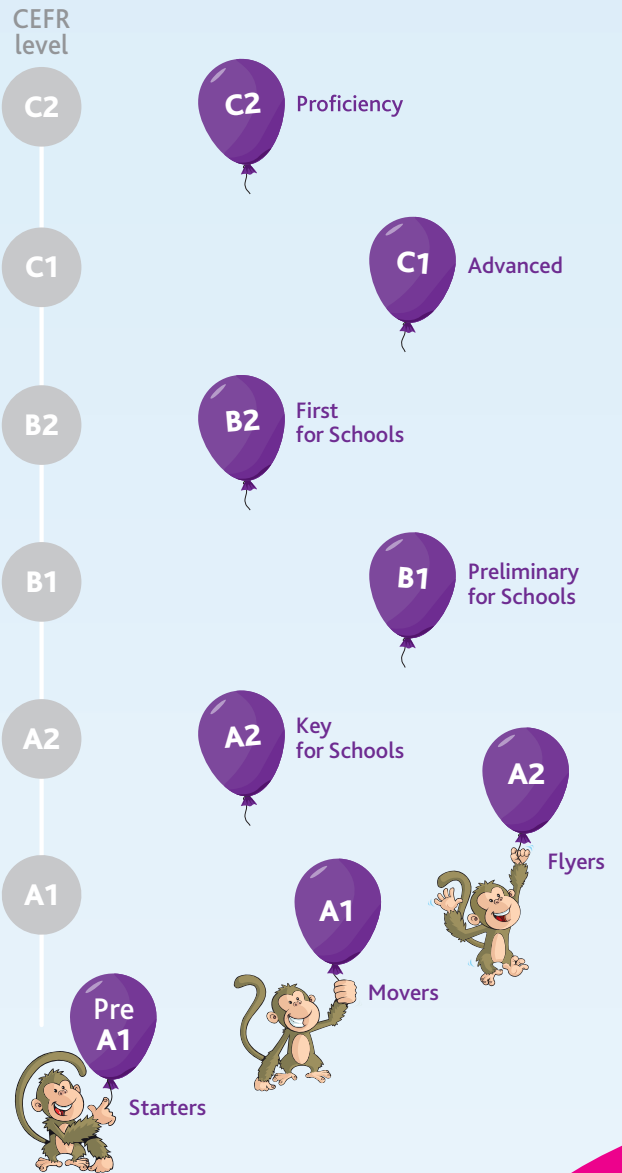 CEFR
level
C2
C2
Proficiency
C1
C1
Advanced
B2
B2
First
for Schools
B1
B1
Preliminary
for Schools
A2
A2
Key
for Schools
A2
Flyers
A1
A1
Movers
Pre
A1
Starters